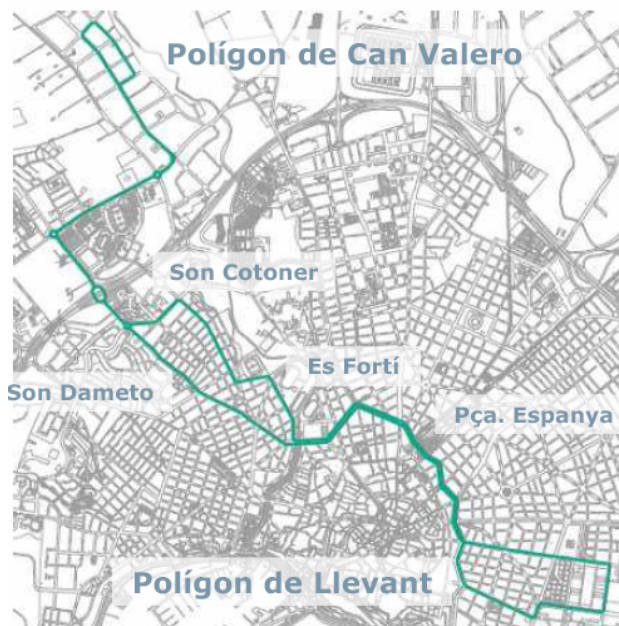 Polígon de Can Valero
Son Cotoner
Es Fortí
Son Dameto
Pça. Espanya
Polígon de Llevant